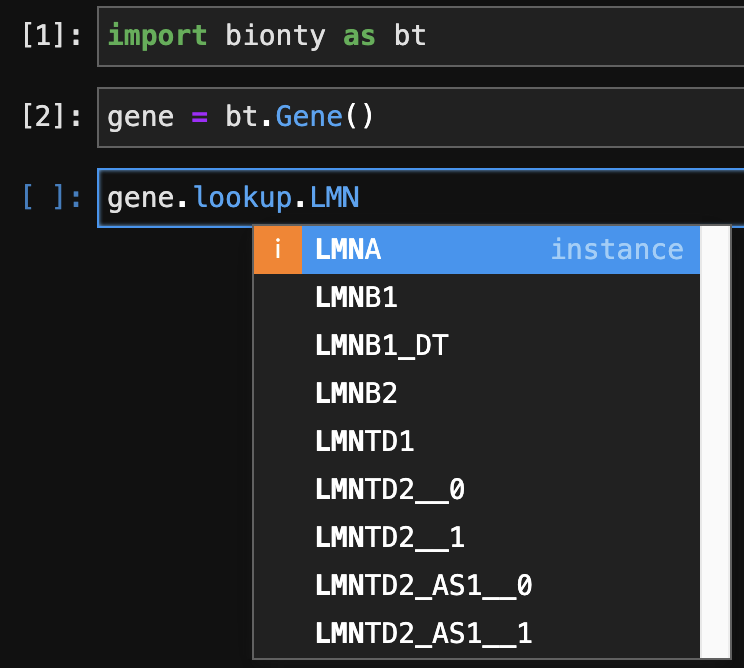 [1]: import bionty as bt
[2]: gene = bt.Gene()
[ ]: gene.lookup.LMN
i LMNA instance
LMNB1
LMNB1_DT
LMNB2
LMNTD1
LMNTD2__0
LMNTD2__1
LMNTD2_AS1__0
LMNTD2_AS1__1